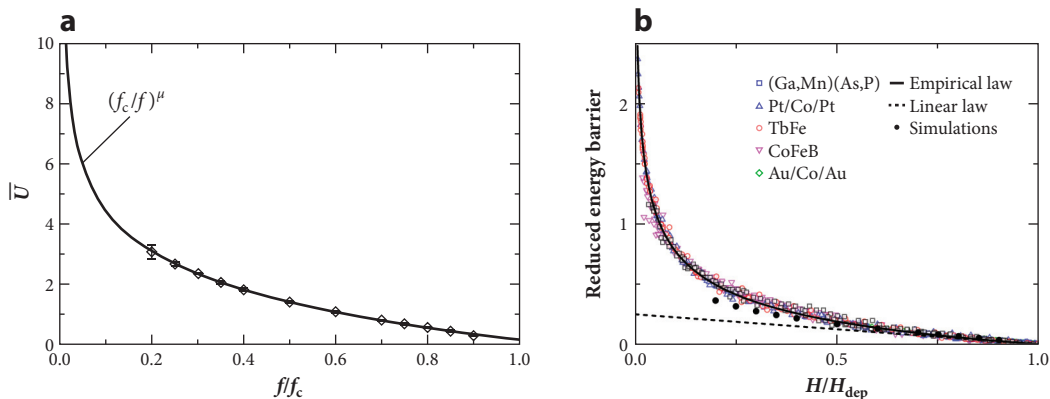 a
10
8
6
4
2
0
U̅
(f_c/f)^μ
0.0
0.2
0.4
0.6
0.8
1.0
f/f_c
b
2
1
0
Reduced energy barrier
(Ga,Mn)(As,P)
Pt/Co/Pt
TbFe
CoFeB
Au/Co/Au
Empirical law
Linear law
Simulations
0.0
0.5
1.0
H/H_dep